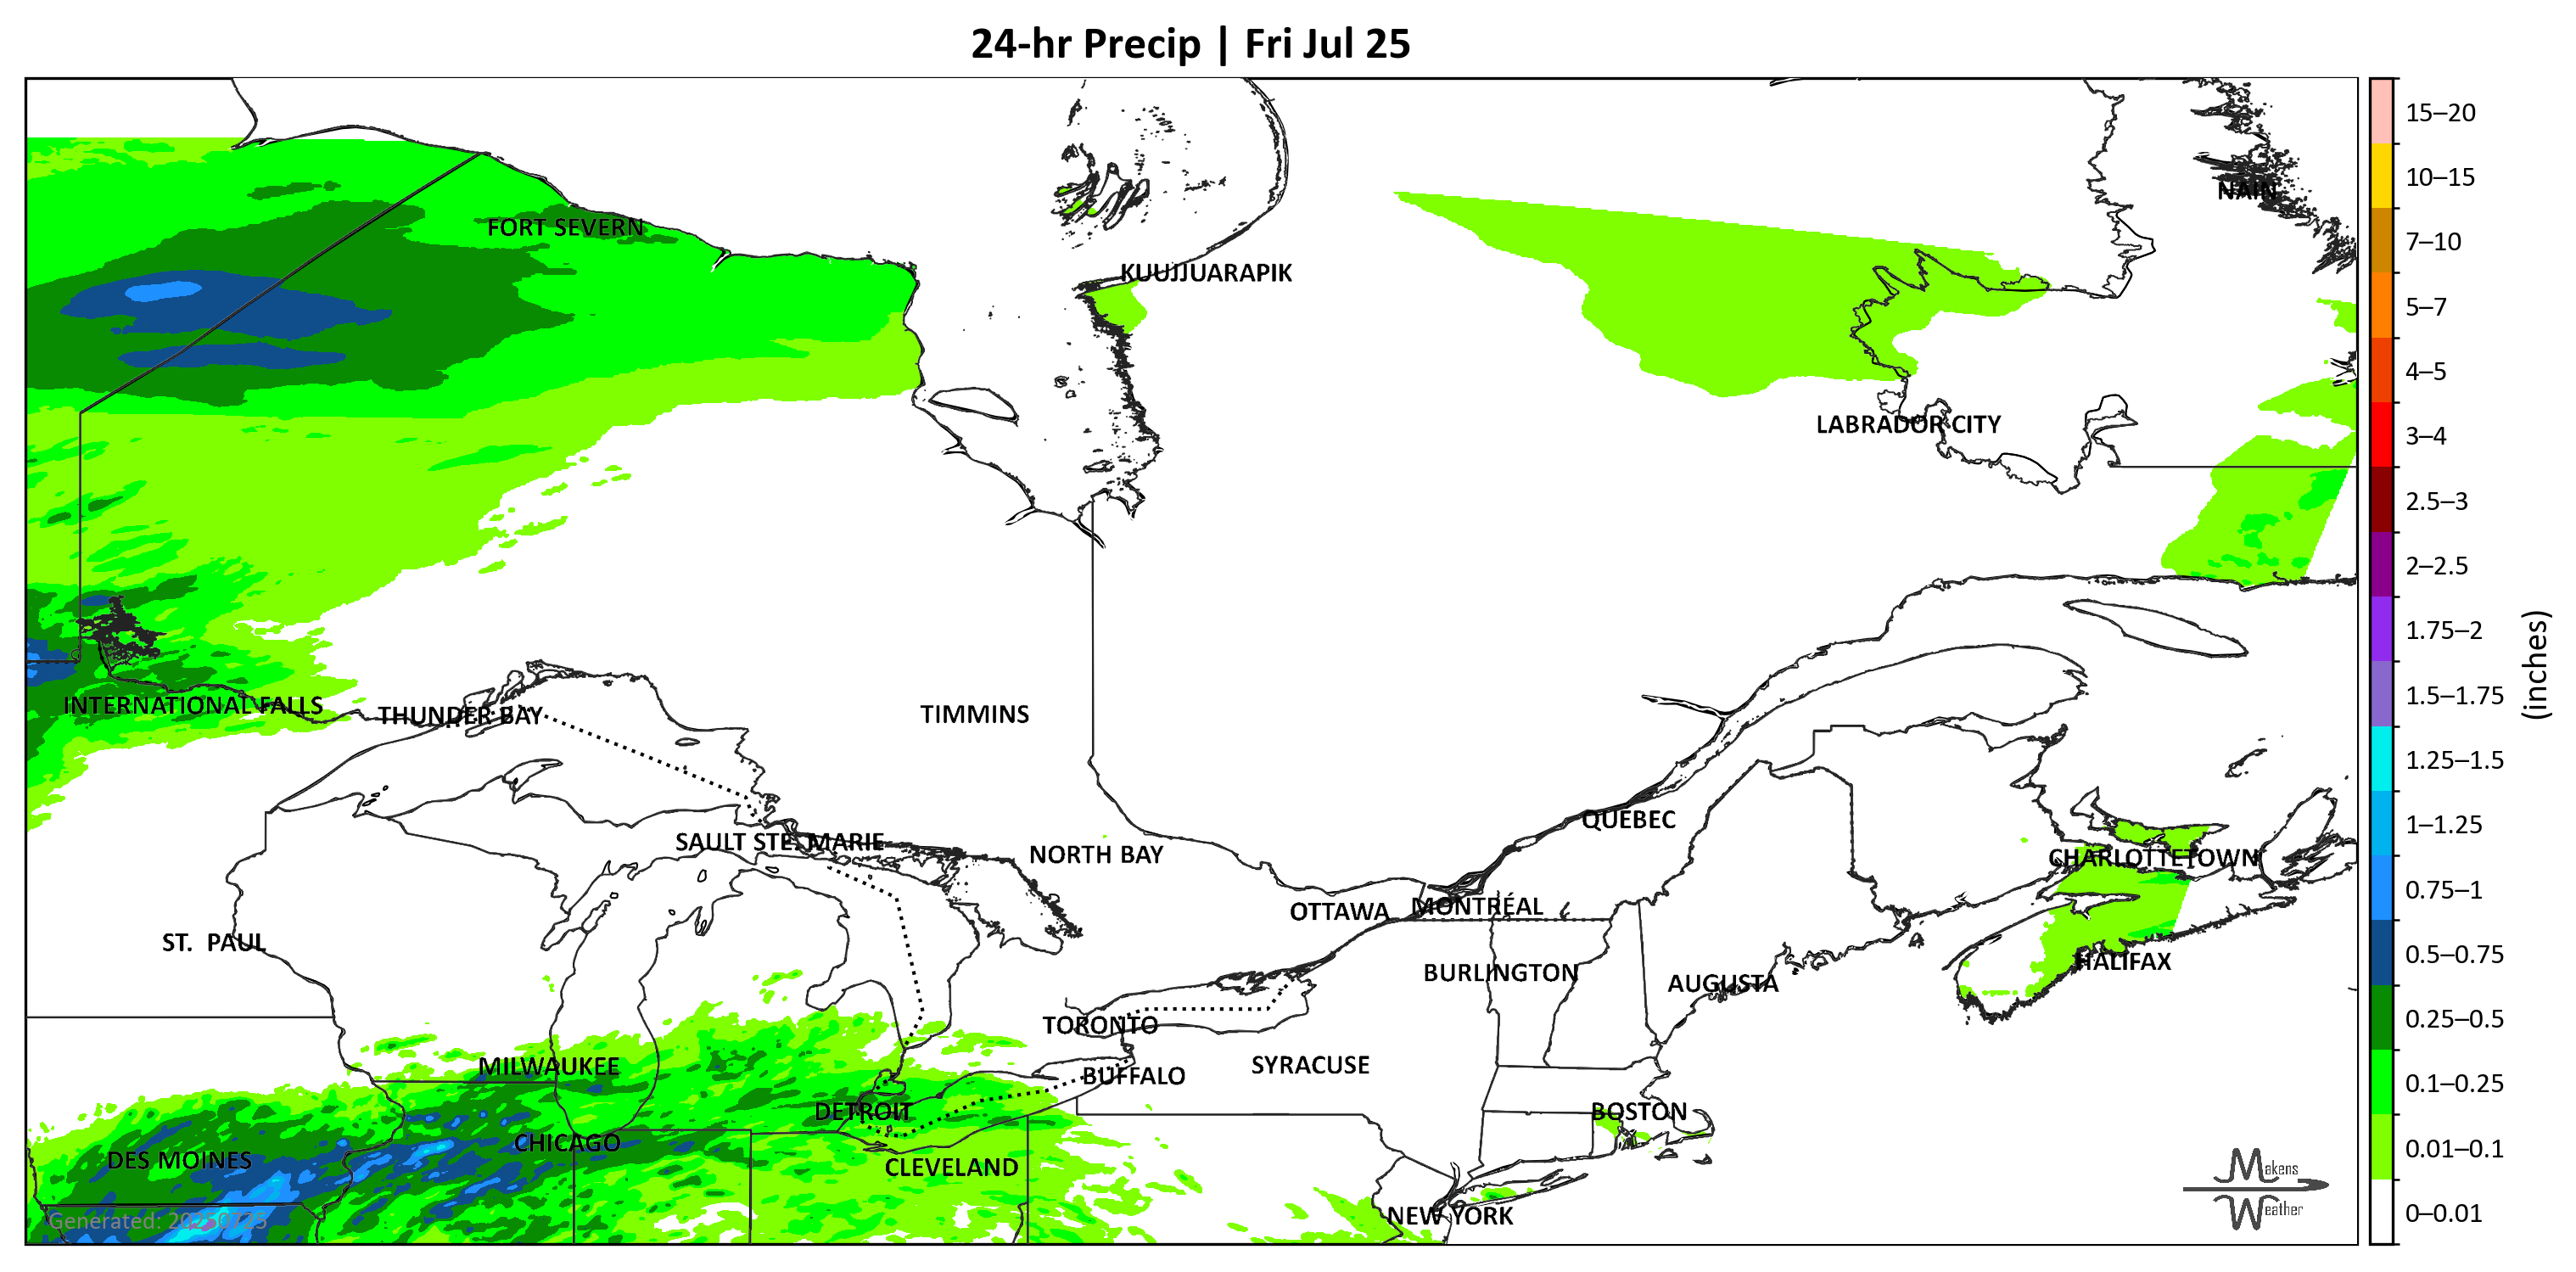 24-hr Precip | Fri Jul 25
NAIN
FORT SEVERN
KUUJJUARAPIK
LABRADOR CITY
INTERNATIONAL FALLS
THUNDER BAY
TIMMINS
QUEBEC
SAULT STE. MARIE
NORTH BAY
CHARLOTTETOWN
OTTAWA
MONTRÉAL
ST. PAUL
HALIFAX
BURLINGTON
AUGUSTA
TORONTO
MILWAUKEE
SYRACUSE
BUFFALO
DETROIT
BOSTON
CHICAGO
DES MOINES
CLEVELAND
NEW YORK
Generated: 20250725
Makens
Weather
15–20
10–15
7–10
5–7
4–5
3–4
2.5–3
2–2.5
1.75–2
1.5–1.75
1.25–1.5
1–1.25
0.75–1
0.5–0.75
0.25–0.5
0.1–0.25
0.01–0.1
0–0.01
(inches)